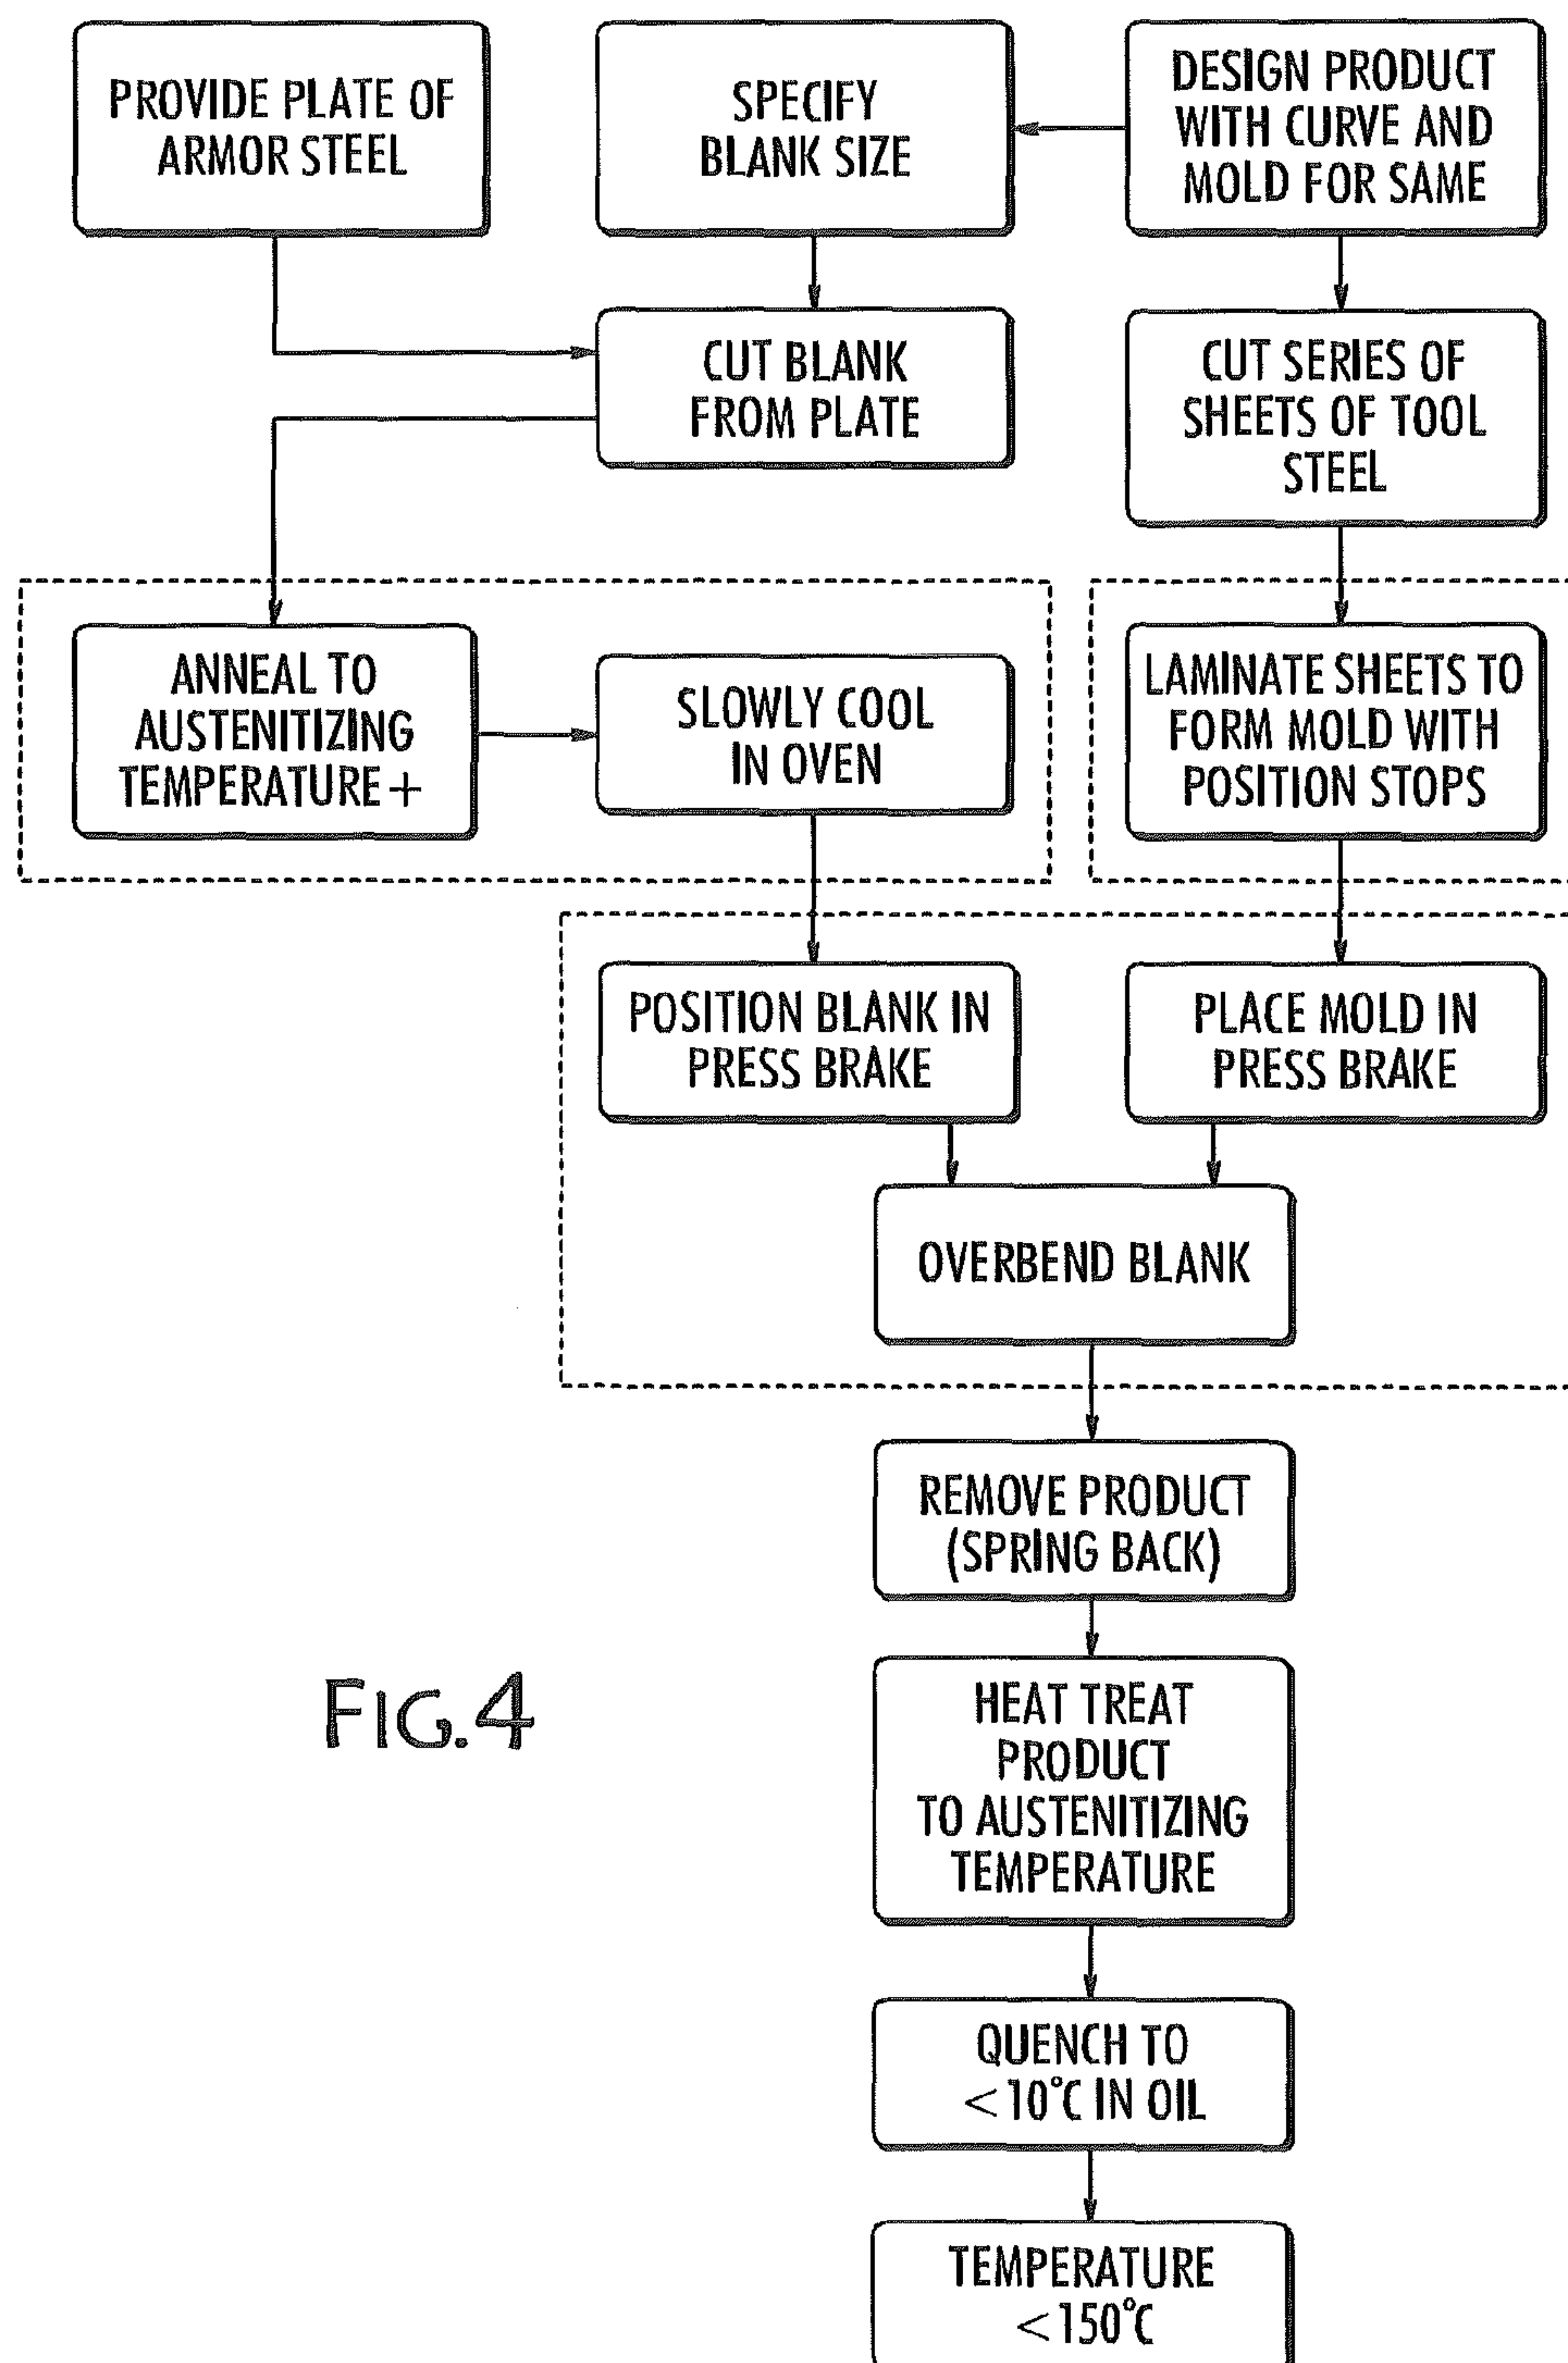 PROVIDE PLATE OF
ARMOR STEEL
SPECIFY
BLANK SIZE
DESIGN PRODUCT
WITH CURVE AND
MOLD FOR SAME
CUT BLANK
FROM PLATE
CUT SERIES OF
SHEETS OF TOOL
STEEL
ANNEAL TO
AUSTENITIZING
TEMPERATURE+
SLOWLY COOL
IN OVEN
LAMINATE SHEETS TO
FORM MOLD WITH
POSITION STOPS
POSITION BLANK IN
PRESS BRAKE
PLACE MOLD IN
PRESS BRAKE
OVERBEND BLANK
REMOVE PRODUCT
(SPRING BACK)
HEAT TREAT
PRODUCT
TO AUSTENITIZING
TEMPERATURE
QUENCH TO
<10°C IN OIL
TEMPERATURE
<150°C
FIG.4